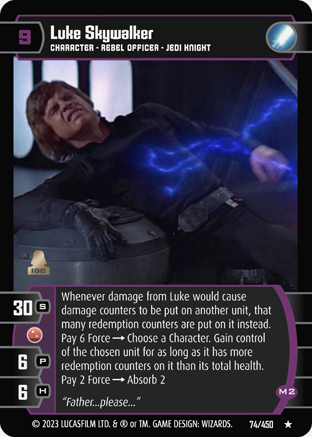 9
Luke Skywalker
CHARACTER • REBEL OFFICER • JEDI KNIGHT
IDC
30 S
6 P
6 H
Whenever damage from Luke would cause
damage counters to be put on another unit, that
many redemption counters are put on it instead.
Pay 6 Force → Choose a Character. Gain control
of the chosen unit for as long as it has more
redemption counters on it than its total health.
Pay 2 Force → Absorb 2
"Father...please..."
M2
© 2023 LUCASFILM LTD. & ® or TM. GAME DESIGN: WIZARDS.
74/450 ★